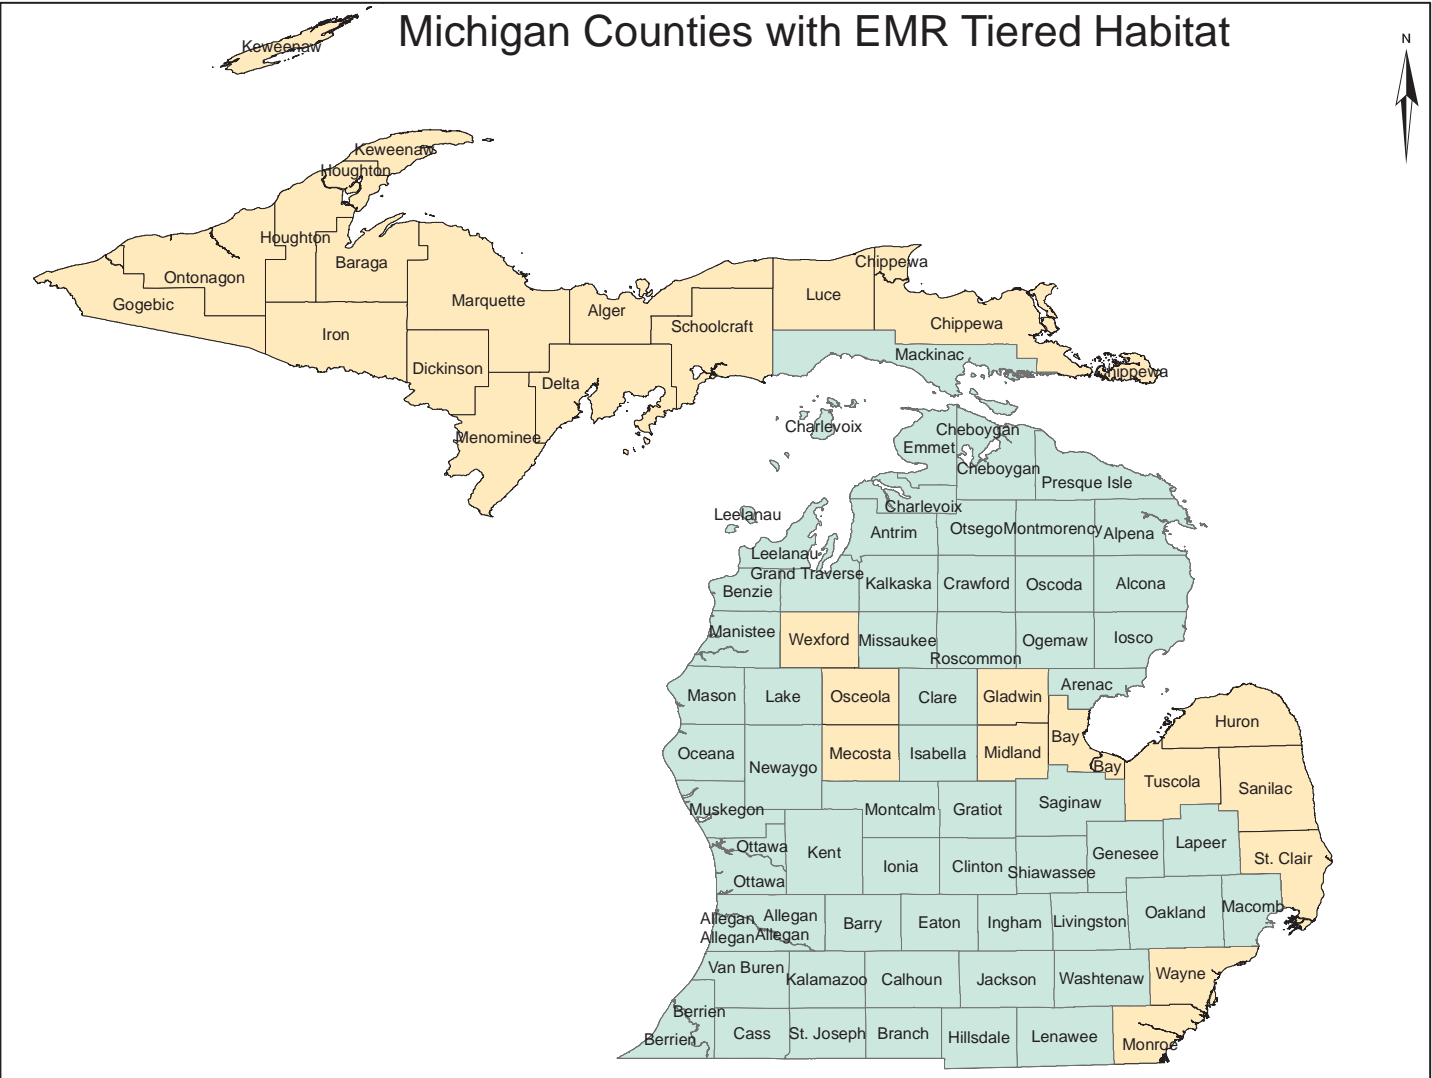 Michigan Counties with EMR Tiered Habitat
N
Keweenaw
Keweenaw
Houghton
Houghton
Baraga
Ontonagon
Gogebic
Iron
Marquette
Dickinson
Menominee
Delta
Alger
Schoolcraft
Luce
Chippewa
Chippewa
Chippewa
Mackinac
Charlevoix
Emmet
Cheboygan
Cheboygan
Presque Isle
Charlevoix
Leelanau
Leelanau
Antrim
Otsego
Montmorency
Alpena
Grand Traverse
Benzie
Kalkaska
Crawford
Oscoda
Alcona
Manistee
Wexford
Missaukee
Roscommon
Ogemaw
Iosco
Mason
Lake
Osceola
Clare
Gladwin
Arenac
Huron
Oceana
Newaygo
Mecosta
Isabella
Midland
Bay
Bay
Tuscola
Sanilac
Muskegon
Montcalm
Gratiot
Saginaw
Ottawa
Ottawa
Kent
Ionia
Clinton
Shiawassee
Genesee
Lapeer
St. Clair
Allegan
Allegan
Allegan
Allegan
Barry
Eaton
Ingham
Livingston
Oakland
Macomb
Van Buren
Kalamazoo
Calhoun
Jackson
Washtenaw
Wayne
Berrien
Berrien
Cass
St. Joseph
Branch
Hillsdale
Lenawee
Monroe